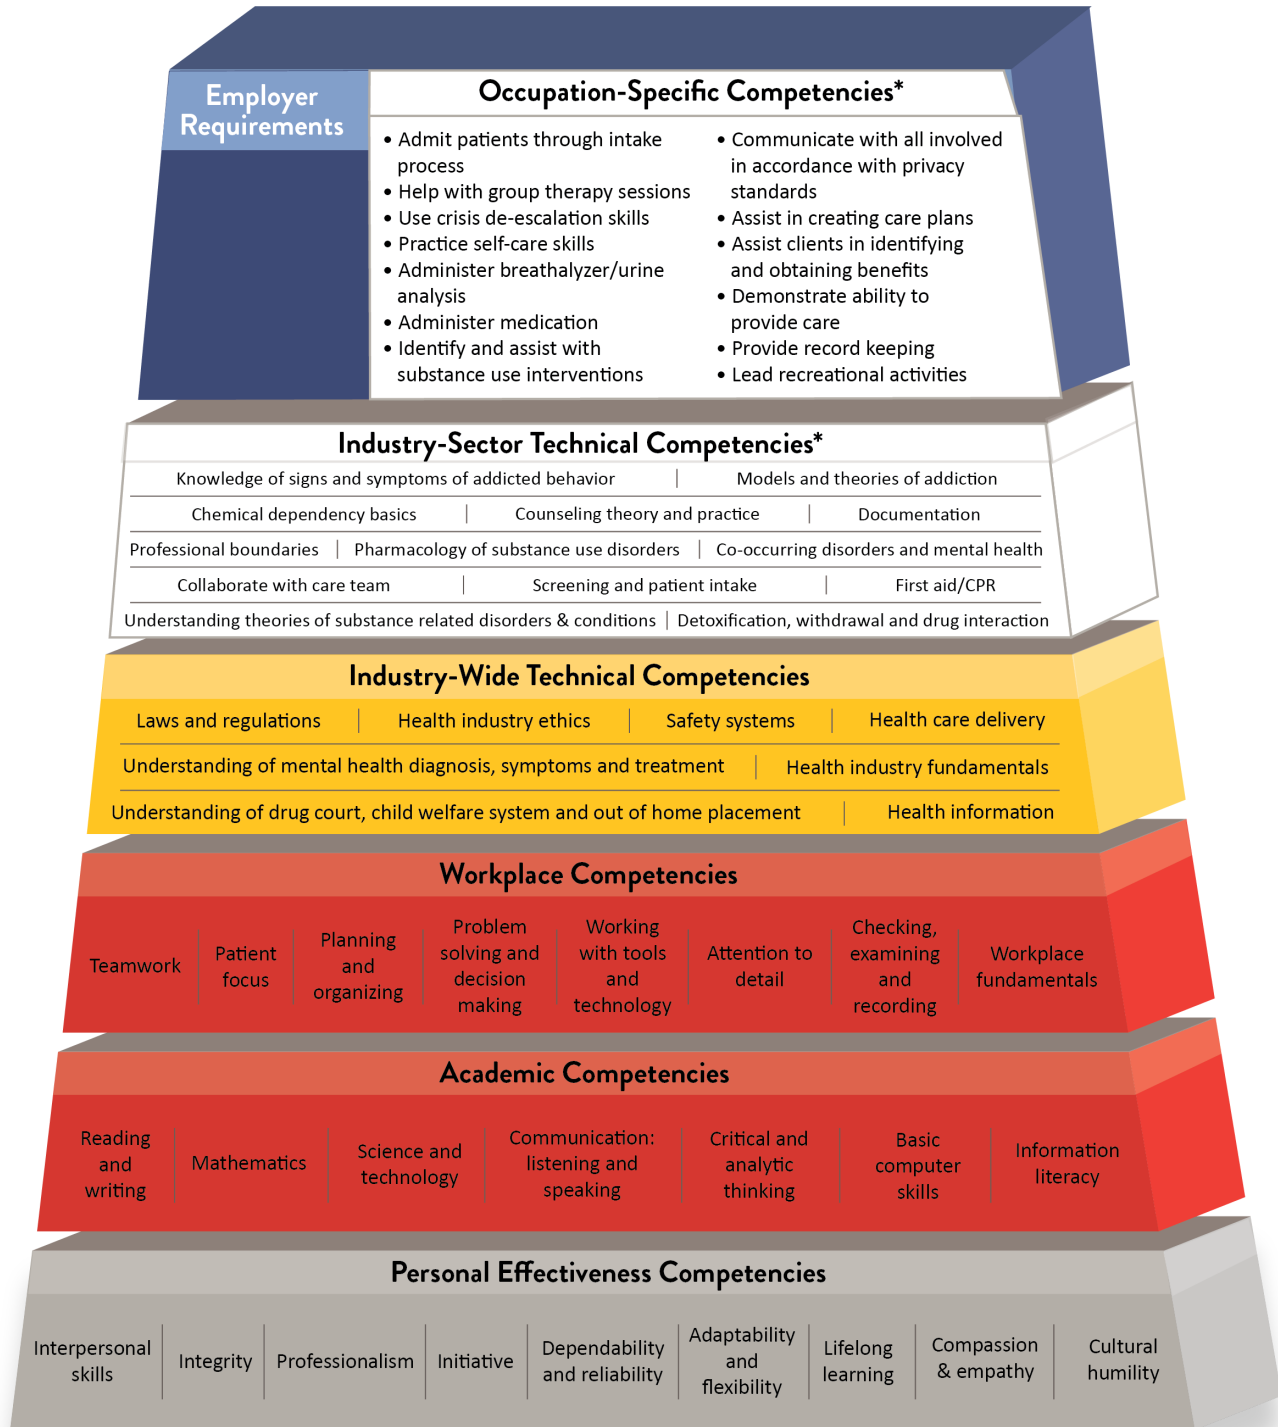 Employer
Requirements
Occupation-Specific Competencies*
• Admit patients through intake
process
• Help with group therapy sessions
• Use crisis de-escalation skills
• Practice self-care skills
• Administer breathalyzer/urine
analysis
• Administer medication
• Identify and assist with
substance use interventions
• Communicate with all involved
in accordance with privacy
standards
• Assist in creating care plans
• Assist clients in identifying
and obtaining benefits
• Demonstrate ability to
provide care
• Provide record keeping
• Lead recreational activities
Industry-Sector Technical Competencies*
Knowledge of signs and symptoms of addicted behavior | Models and theories of addiction
Chemical dependency basics | Counseling theory and practice | Documentation
Professional boundaries | Pharmacology of substance use disorders | Co-occurring disorders and mental health
Collaborate with care team | Screening and patient intake | First aid/CPR
Understanding theories of substance related disorders & conditions | Detoxification, withdrawal and drug interaction
Industry-Wide Technical Competencies
Laws and regulations | Health industry ethics | Safety systems | Health care delivery
Understanding of mental health diagnosis, symptoms and treatment | Health industry fundamentals
Understanding of drug court, child welfare system and out of home placement | Health information
Workplace Competencies
Teamwork
Patient
focus
Planning
and
organizing
Problem
solving and
decision
making
Working
with tools
and
technology
Attention to
detail
Checking,
examining
and
recording
Workplace
fundamentals
Academic Competencies
Reading
and
writing
Mathematics
Science and
technology
Communication:
listening and
speaking
Critical and
analytic
thinking
Basic
computer
skills
Information
literacy
Personal Effectiveness Competencies
Interpersonal
skills
Integrity
Professionalism
Initiative
Dependability
and reliability
Adaptability
and
flexibility
Lifelong
learning
Compassion
& empathy
Cultural
humility